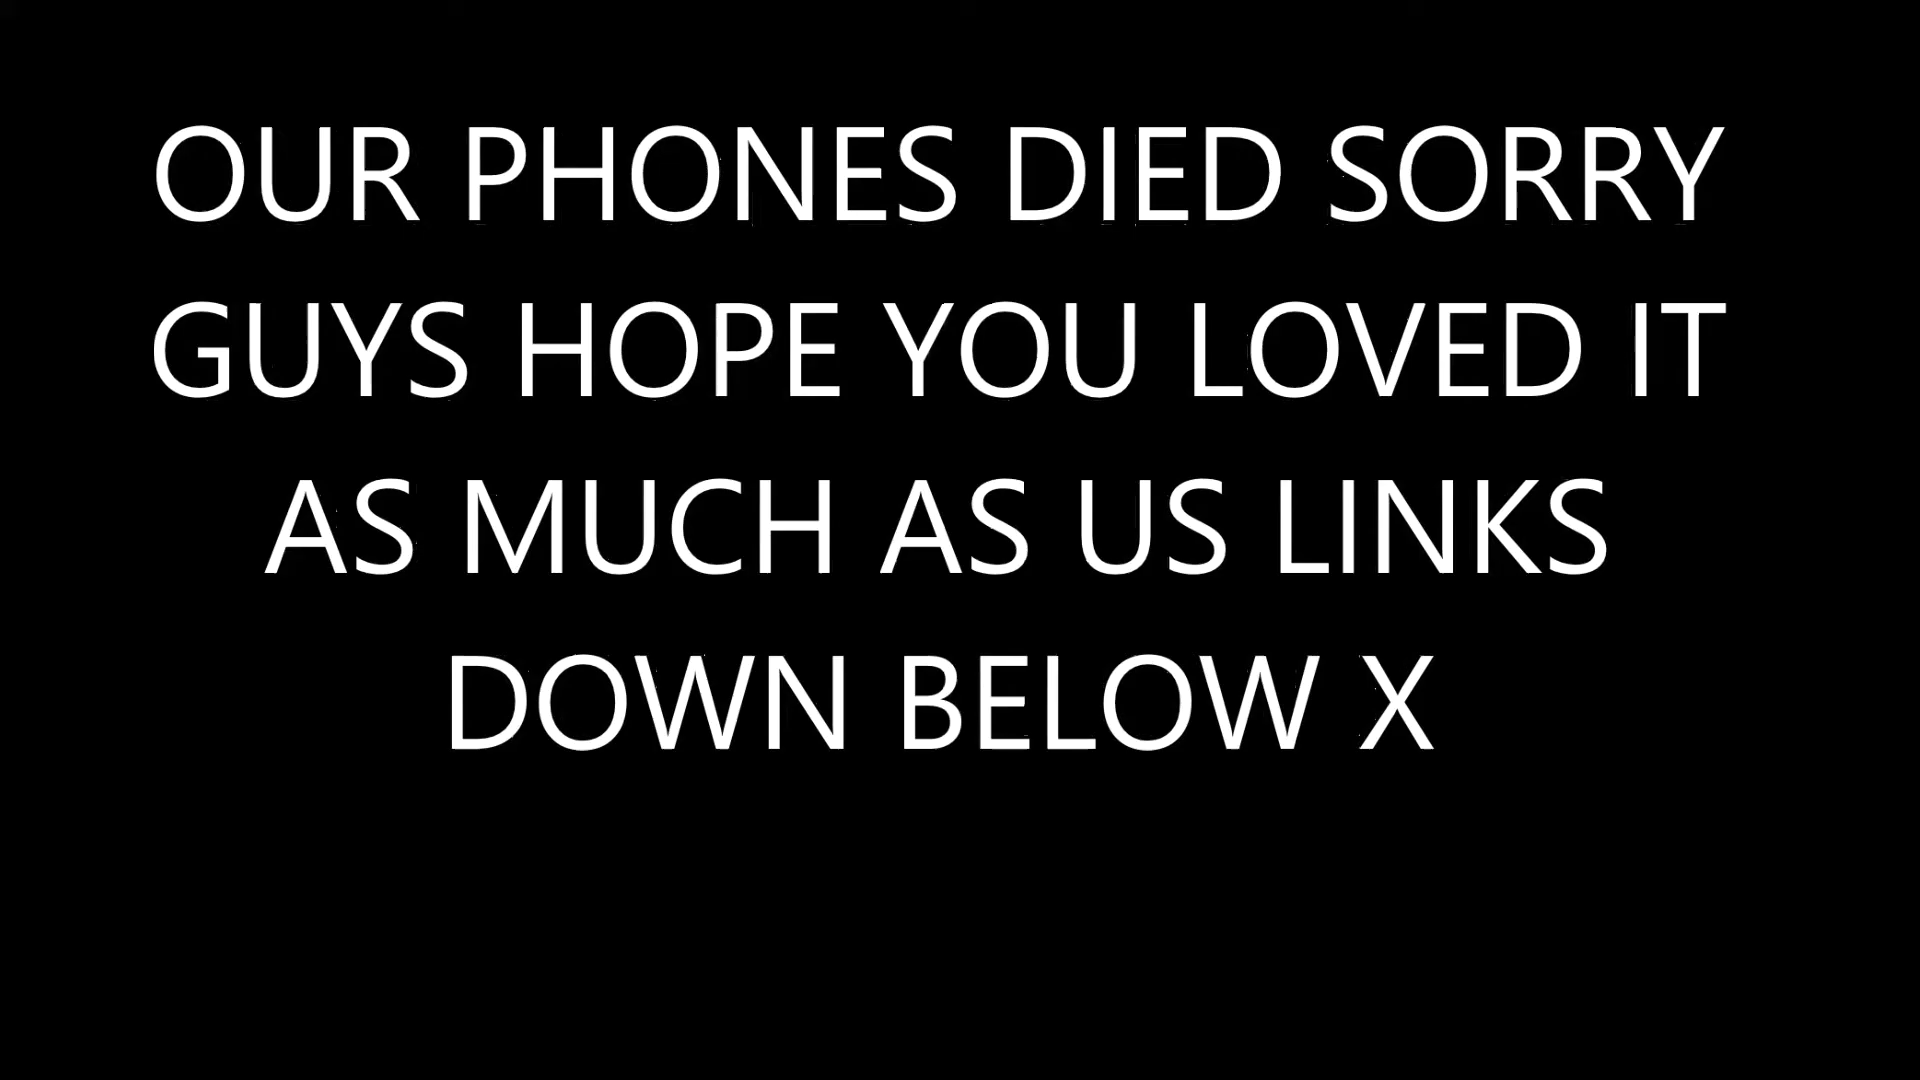 OUR PHONES DIED SORRY
GUYS HOPE YOU LOVED IT
AS MUCH AS US LINKS
DOWN BELOW X